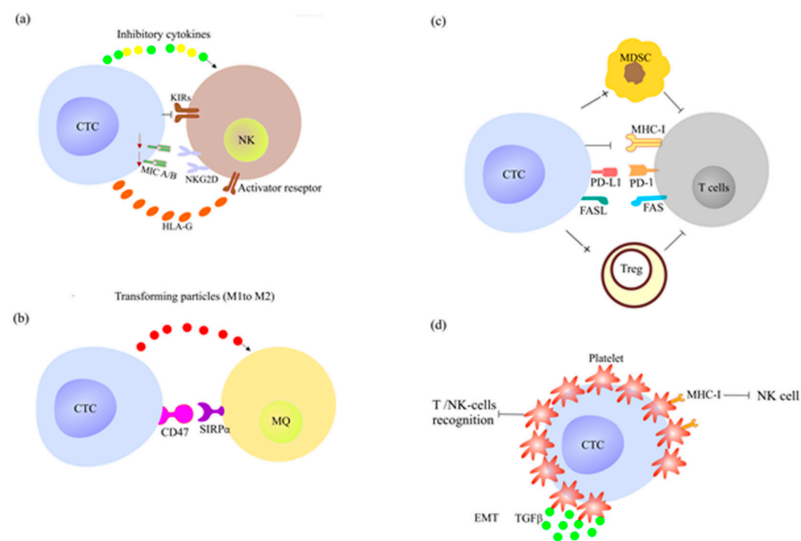 (a)
Inhibitory cytokines
CTC
KIRs
NK
MIC A/B
NKG2D
Activator reseptor
HLA-G
(b)
Transforming particles (M1to M2)
CTC
CD47
SIRPα
MQ
(c)
MDSC
CTC
MHC-I
PD-L1
PD-1
FASL
FAS
T cells
Treg
(d)
Platelet
T /NK-cells
recognition
MHC-I
NK cell
CTC
EMT
TGFβ